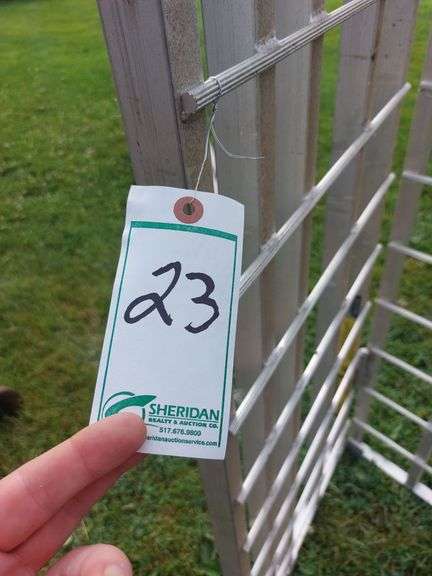 23
SHERIDAN
REALTY & AUCTION CO.
517.676.9800
sheridanauctionservice.com